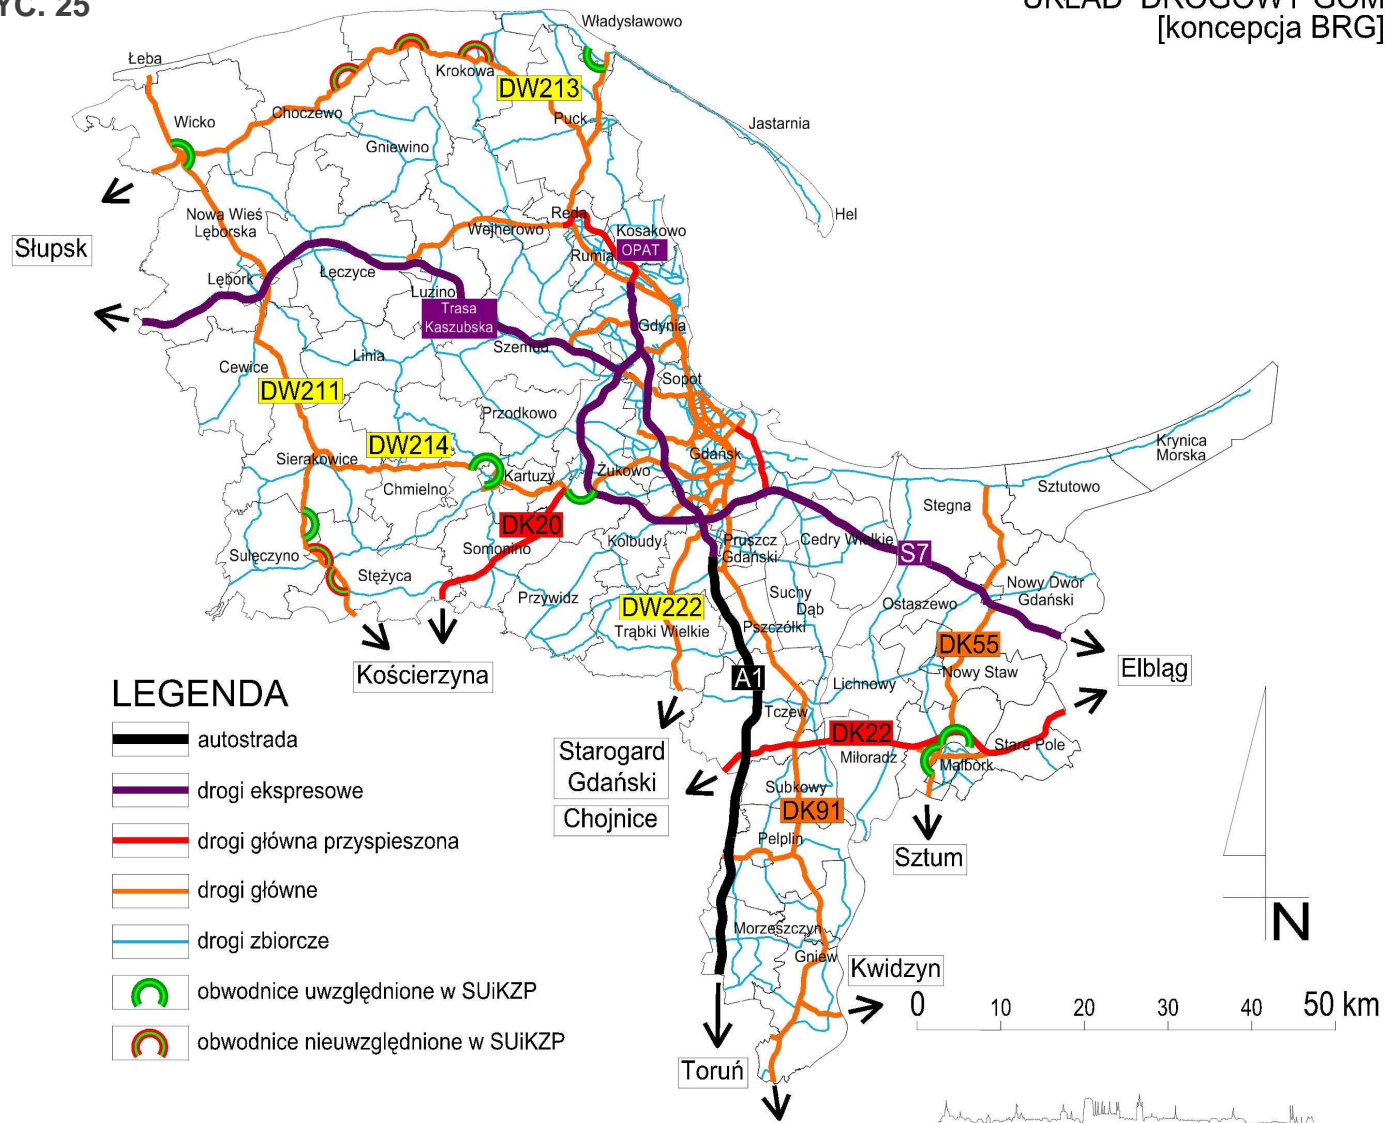 YC. 25
UKŁAD DROGOWY GOM
[koncepcja BRG]
Władysławowo
Łeba
Krokowa
DW213
Choczewo
Wicko
Puck
Jastarnia
Gniewino
Hel
Nowa Wieś
Lęborska
Reda
Wejherowo
Kosakowo
OPAT
Słupsk
Rumia
Łęczyce
Lębork
Luzino
Trasa
Kaszubska
Gdynia
Szemud
Linia
Cewice
Sopot
DW211
Przodkowo
DW214
Krynica
Morska
Gdańsk
Sierakowice
Żukowo
Kartuzy
Chmielno
Sztutowo
Stegna
DK20
Kolbudy
Pruszcz
Gdański
Cedry Wielkie
Somonino
Sulęczyno
S7
Stężyca
Nowy Dwór
Gdański
Suchy
Dąb
Przywidz
Ostaszewo
DW222
Pszczółki
Trąbki Wielkie
DK55
Kościerzyna
Elbląg
Nowy Staw
A1
Lichnowy
LEGENDA
Tczew
autostrada
DK22
Stare Pole
Starogard
Gdański
Miłoradz
Malbork
drogi ekspresowe
Subkowy
Chojnice
DK91
drogi główna przyspieszona
Pelplin
Sztum
drogi główne
Morzeszczyn
drogi zbiorcze
N
Gniew
Kwidzyn
obwodnice uwzględnione w SUiKZP
0 10 20 30 40 50 km
obwodnice nieuwzględnione w SUiKZP
Toruń